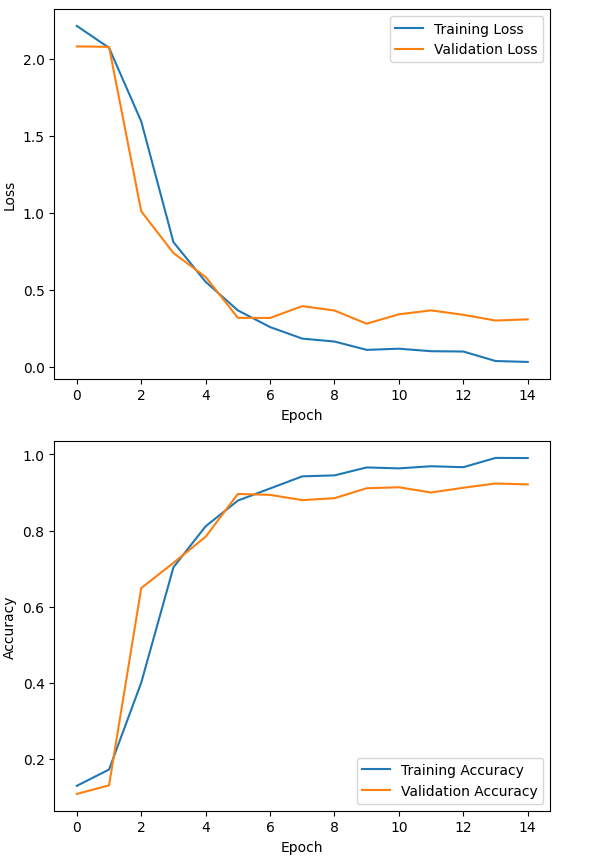 Training Loss
Validation Loss
2.0
1.5
1.0
0.5
0.0
Loss
0 2 4 6 8 10 12 14
Epoch
1.0
0.8
0.6
0.4
0.2
Accuracy
Training Accuracy
Validation Accuracy
0 2 4 6 8 10 12 14
Epoch